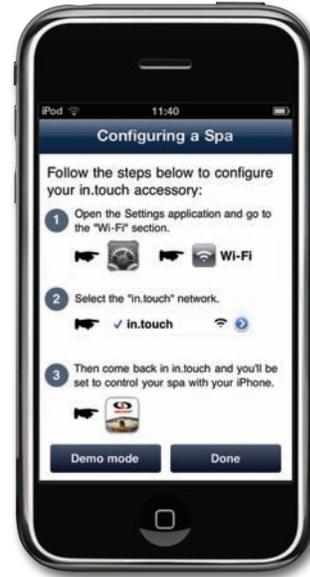 iPod 11:40
Configuring a Spa
Follow the steps below to configure
your in.touch accessory:
1 Open the Settings application and go to
the "Wi-Fi" section.
Wi-Fi
2 Select the "in.touch" network.
✓ in.touch
3 Then come back in in.touch and you'll be
set to control your spa with your iPhone.
Demo mode Done